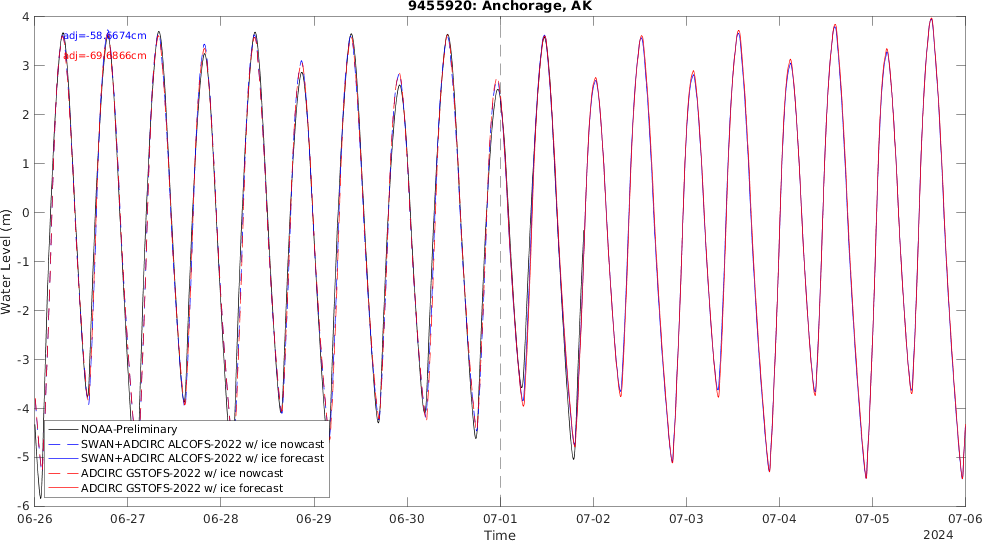 9455920: Anchorage, AK
adj=-58.6674cm
adj=-69.6866cm
Water Level (m)
4
3
2
1
0
-1
-2
-3
-4
-5
-6
NOAA-Preliminary
SWAN+ADCIRC ALCOFS-2022 w/ ice nowcast
SWAN+ADCIRC ALCOFS-2022 w/ ice forecast
ADCIRC GSTOFS-2022 w/ ice nowcast
ADCIRC GSTOFS-2022 w/ ice forecast
06-26 06-27 06-28 06-29 06-30 07-01 07-02 07-03 07-04 07-05 07-06
Time
2024